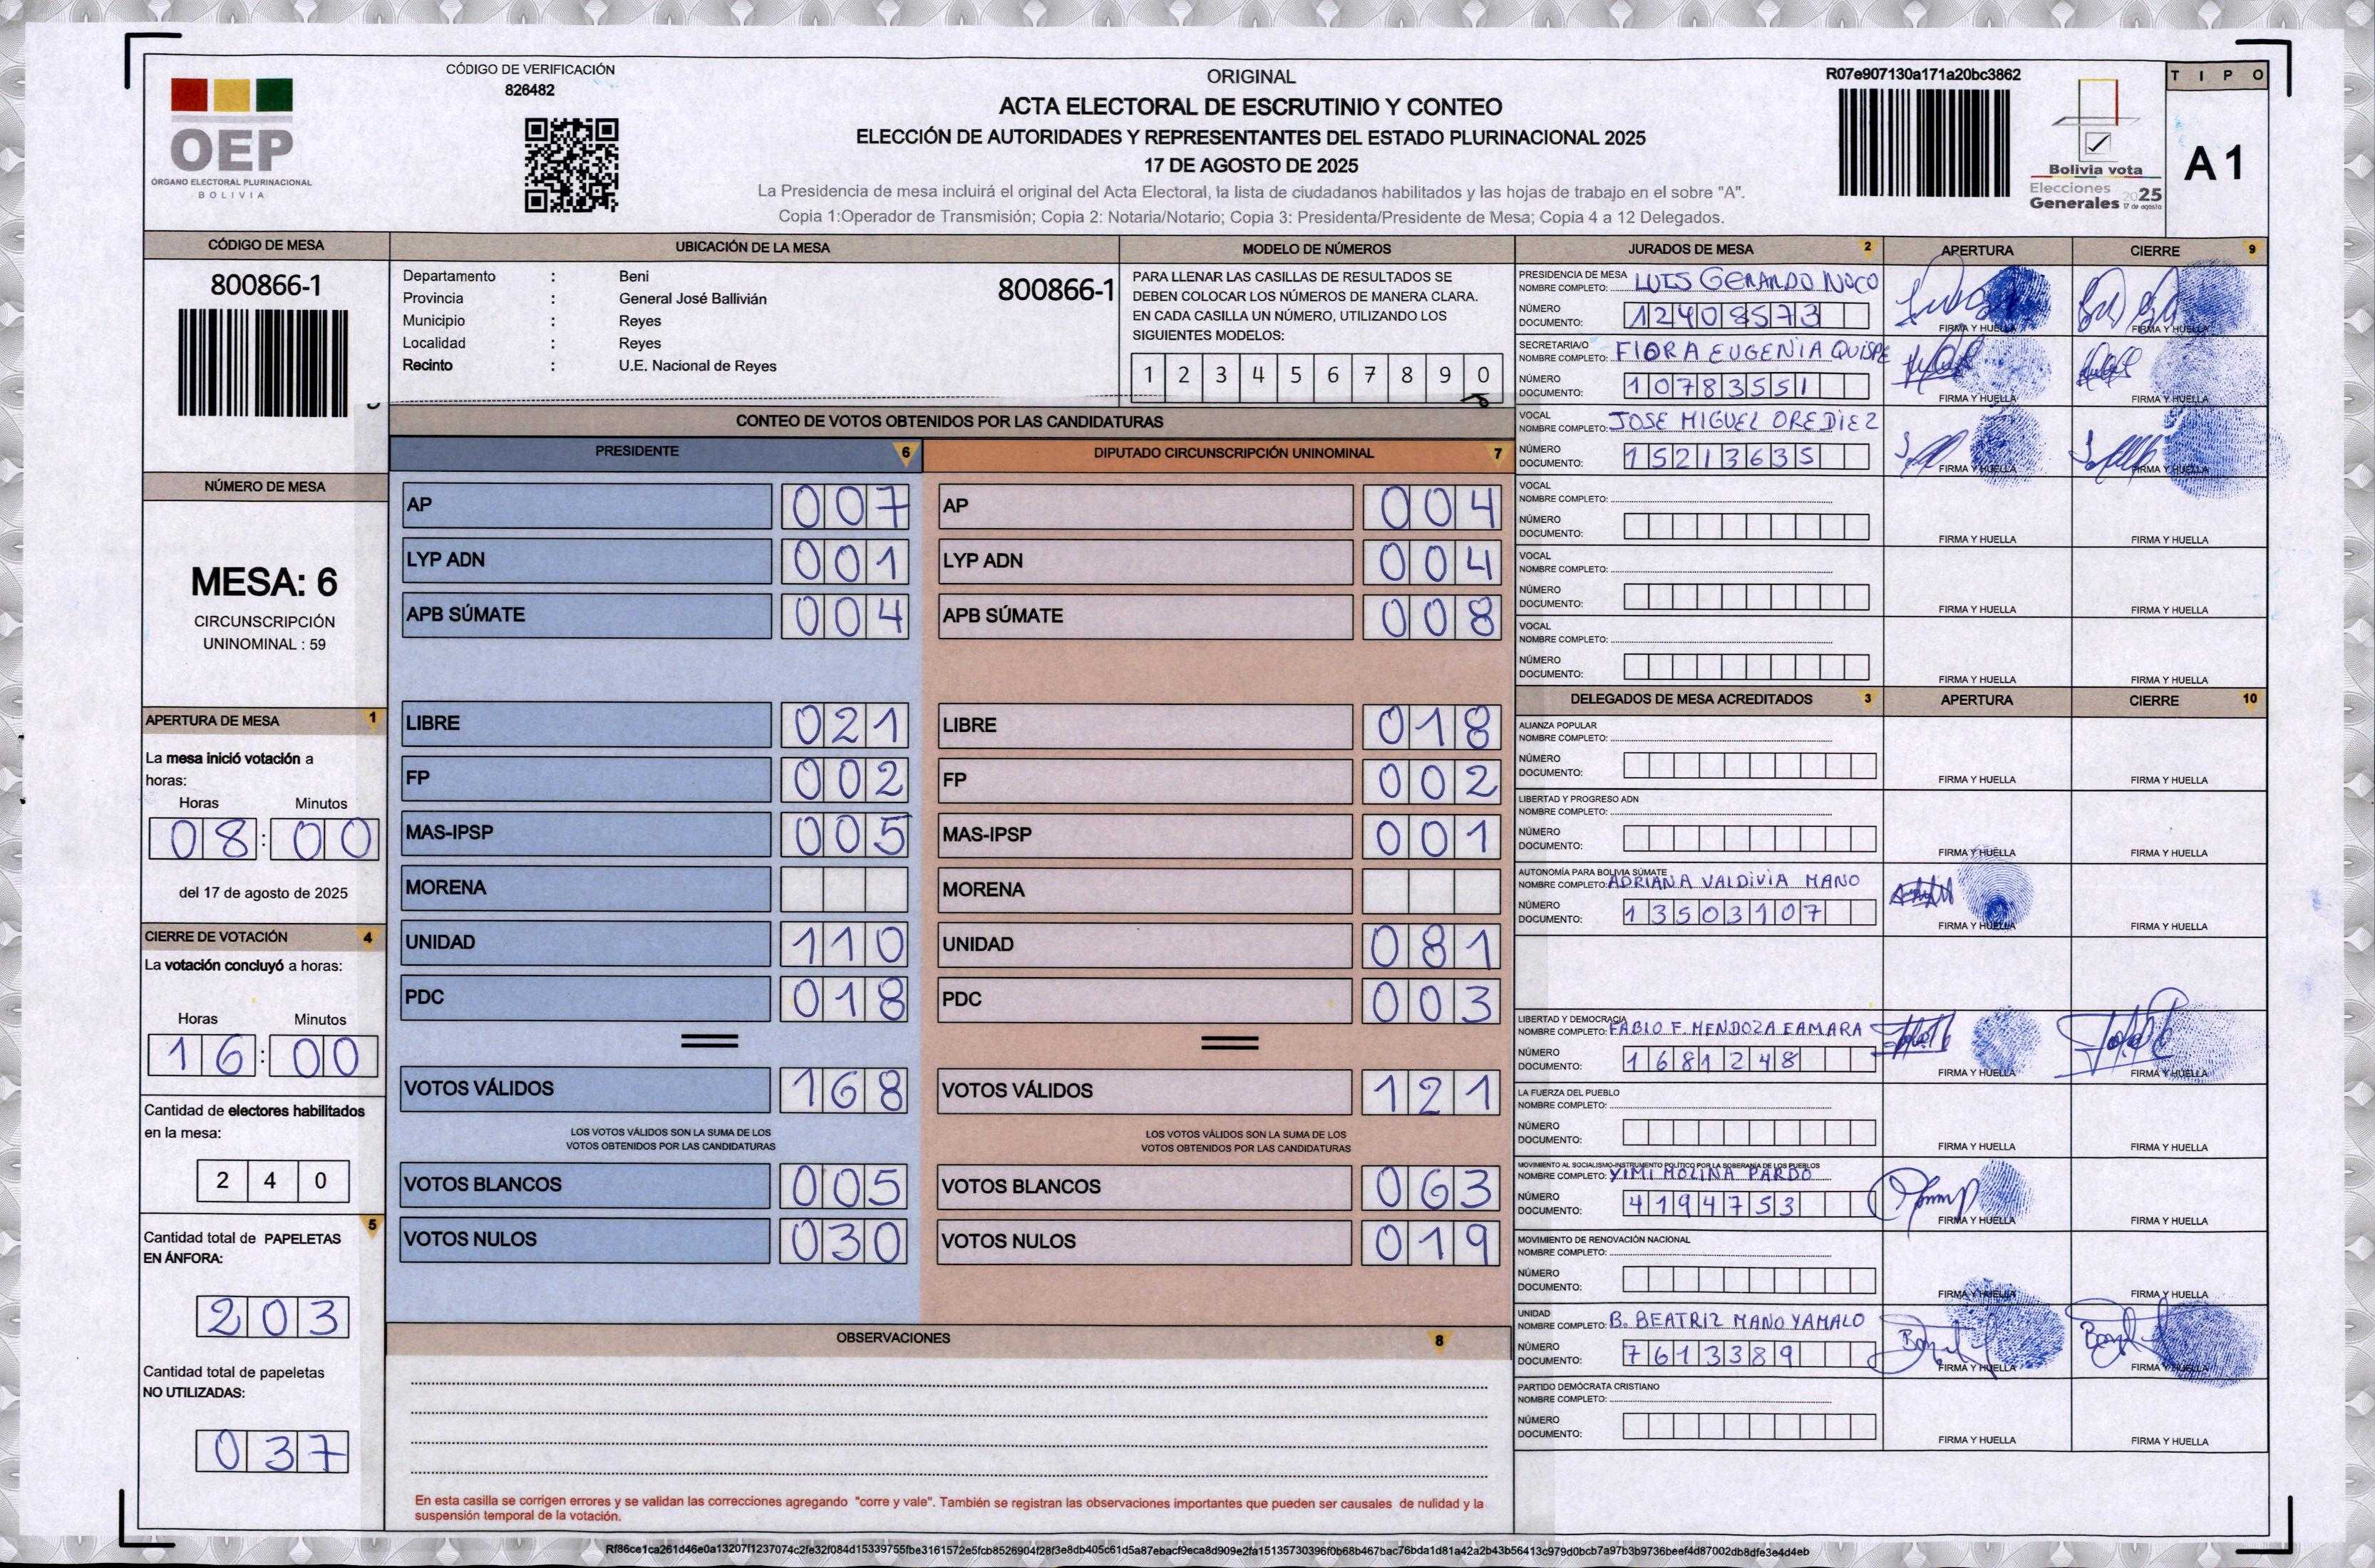 CÓDIGO DE VERIFICACIÓN
826482
OEP
ÓRGANO ELECTORAL PLURINACIONAL
BOLIVIA
ORIGINAL
ACTA ELECTORAL DE ESCRUTINIO Y CONTEO
ELECCIÓN DE AUTORIDADES Y REPRESENTANTES DEL ESTADO PLURINACIONAL 2025
17 DE AGOSTO DE 2025
La Presidencia de mesa incluirá el original del Acta Electoral, la lista de ciudadanos habilitados y las hojas de trabajo en el sobre "A".
Copia 1:Operador de Transmisión; Copia 2: Notaria/Notario; Copia 3: Presidenta/Presidente de Mesa; Copia 4 a 12 Delegados.
R07e907130a171a20bc3862
Bolivia vota
Elecciones 2025
Generales 17 de agosto
TIPO
A 1
CÓDIGO DE MESA
800866-1
NÚMERO DE MESA
MESA: 6
CIRCUNSCRIPCIÓN
UNINOMINAL : 59
APERTURA DE MESA 1
La mesa inició votación a
horas:
Horas Minutos
08:00
del 17 de agosto de 2025
CIERRE DE VOTACIÓN 4
La votación concluyó a horas:
Horas Minutos
16:00
Cantidad de electores habilitados
en la mesa:
240
5
Cantidad total de PAPELETAS
EN ÁNFORA:
203
Cantidad total de papeletas
NO UTILIZADAS:
037
UBICACIÓN DE LA MESA
Departamento : Beni
800866-1
Provincia : General José Ballivián
Municipio : Reyes
Localidad : Reyes
Recinto : U.E. Nacional de Reyes
MODELO DE NÚMEROS
PARA LLENAR LAS CASILLAS DE RESULTADOS SE
DEBEN COLOCAR LOS NÚMEROS DE MANERA CLARA.
EN CADA CASILLA UN NÚMERO, UTILIZANDO LOS
SIGUIENTES MODELOS:
1 2 3 4 5 6 7 8 9 0
CONTEO DE VOTOS OBTENIDOS POR LAS CANDIDATURAS
PRESIDENTE 6
AP 007
LYP ADN 001
APB SÚMATE 004
LIBRE 021
FP 002
MAS-IPSP 005
MORENA
UNIDAD 110
PDC 018
VOTOS VÁLIDOS 168
LOS VOTOS VÁLIDOS SON LA SUMA DE LOS
VOTOS OBTENIDOS POR LAS CANDIDATURAS
VOTOS BLANCOS 005
VOTOS NULOS 030
DIPUTADO CIRCUNSCRIPCIÓN UNINOMINAL 7
AP 004
LYP ADN 004
APB SÚMATE 008
LIBRE 018
FP 002
MAS-IPSP 001
MORENA
UNIDAD 081
PDC 003
VOTOS VÁLIDOS 121
LOS VOTOS VÁLIDOS SON LA SUMA DE LOS
VOTOS OBTENIDOS POR LAS CANDIDATURAS
VOTOS BLANCOS 063
VOTOS NULOS 019
OBSERVACIONES 8
En esta casilla se corrigen errores y se validan las correcciones agregando "corre y vale". También se registran las observaciones importantes que pueden ser causales de nulidad y la
suspensión temporal de la votación.
JURADOS DE MESA 2 APERTURA CIERRE 9
PRESIDENCIA DE MESA
NOMBRE COMPLETO: LUIS GERARDO NOCO
NÚMERO
DOCUMENTO: 12408573
FIRMA Y HUELLA FIRMA Y HUELLA
SECRETARIA/O
NOMBRE COMPLETO: FLORA EUGENIA QUISPE
NÚMERO
DOCUMENTO: 10783551
FIRMA Y HUELLA FIRMA Y HUELLA
VOCAL
NOMBRE COMPLETO: JOSE MIGUEL OREDIEZ
NÚMERO
DOCUMENTO: 15213635
FIRMA Y HUELLA FIRMA Y HUELLA
VOCAL
NOMBRE COMPLETO:
NÚMERO
DOCUMENTO:
FIRMA Y HUELLA FIRMA Y HUELLA
VOCAL
NOMBRE COMPLETO:
NÚMERO
DOCUMENTO:
FIRMA Y HUELLA FIRMA Y HUELLA
VOCAL
NOMBRE COMPLETO:
NÚMERO
DOCUMENTO:
FIRMA Y HUELLA FIRMA Y HUELLA
DELEGADOS DE MESA ACREDITADOS 3 APERTURA CIERRE 10
ALIANZA POPULAR
NOMBRE COMPLETO:
NÚMERO
DOCUMENTO:
FIRMA Y HUELLA FIRMA Y HUELLA
LIBERTAD Y PROGRESO ADN
NOMBRE COMPLETO:
NÚMERO
DOCUMENTO:
FIRMA Y HUELLA FIRMA Y HUELLA
AUTONOMÍA PARA BOLIVIA SÚMATE
NOMBRE COMPLETO: ADRIANA VALDIVIA MANO
NÚMERO
DOCUMENTO: 13503107
FIRMA Y HUELLA FIRMA Y HUELLA
LIBERTAD Y DEMOCRACIA
NOMBRE COMPLETO: FABIO F. MENDOZA EAMARA
NÚMERO
DOCUMENTO: 1681248
FIRMA Y HUELLA FIRMA Y HUELLA
LA FUERZA DEL PUEBLO
NOMBRE COMPLETO:
NÚMERO
DOCUMENTO:
FIRMA Y HUELLA FIRMA Y HUELLA
MOVIMIENTO AL SOCIALISMO-INSTRUMENTO POLÍTICO POR LA SOBERANÍA DE LOS PUEBLOS
NOMBRE COMPLETO: YIMI MOLINA PARDO
NÚMERO
DOCUMENTO: 4194753
FIRMA Y HUELLA FIRMA Y HUELLA
MOVIMIENTO DE RENOVACIÓN NACIONAL
NOMBRE COMPLETO:
NÚMERO
DOCUMENTO:
FIRMA Y HUELLA FIRMA Y HUELLA
UNIDAD
NOMBRE COMPLETO: B. BEATRIZ MANO YAMALO
NÚMERO
DOCUMENTO: 7613389
FIRMA Y HUELLA FIRMA Y HUELLA
PARTIDO DEMÓCRATA CRISTIANO
NOMBRE COMPLETO:
NÚMERO
DOCUMENTO:
FIRMA Y HUELLA FIRMA Y HUELLA